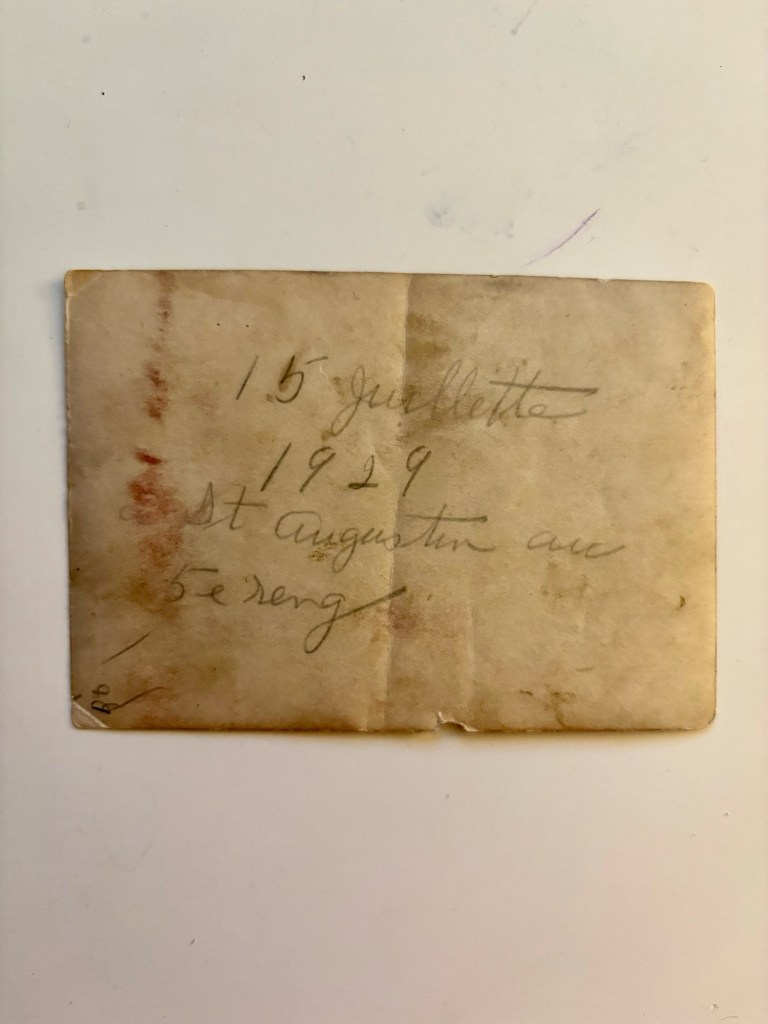 15 Juillette
1929
St Augustin au
5e reng